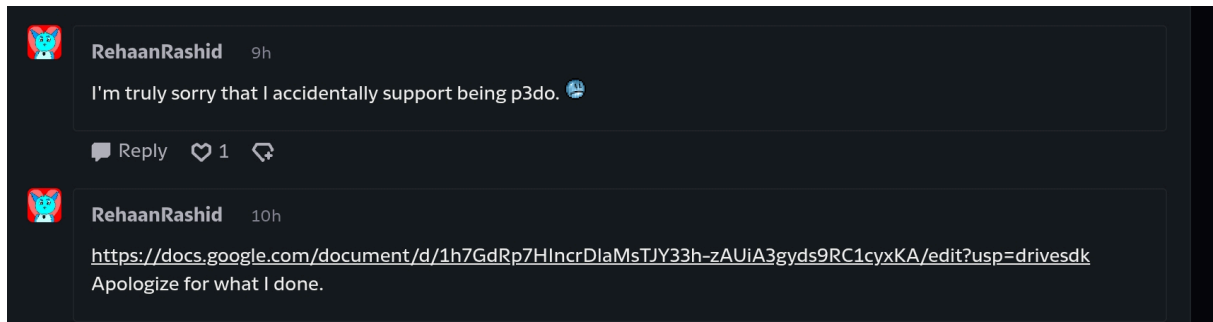 RehaanRashid 9h
I'm truly sorry that I accidentally support being p3do.
Reply 1
RehaanRashid 10h
https://docs.google.com/document/d/1h7GdRp7HIncrDlaMsTJY33h-zAUiA3gyds9RC1cyxKA/edit?usp=drivesdk
Apologize for what I done.